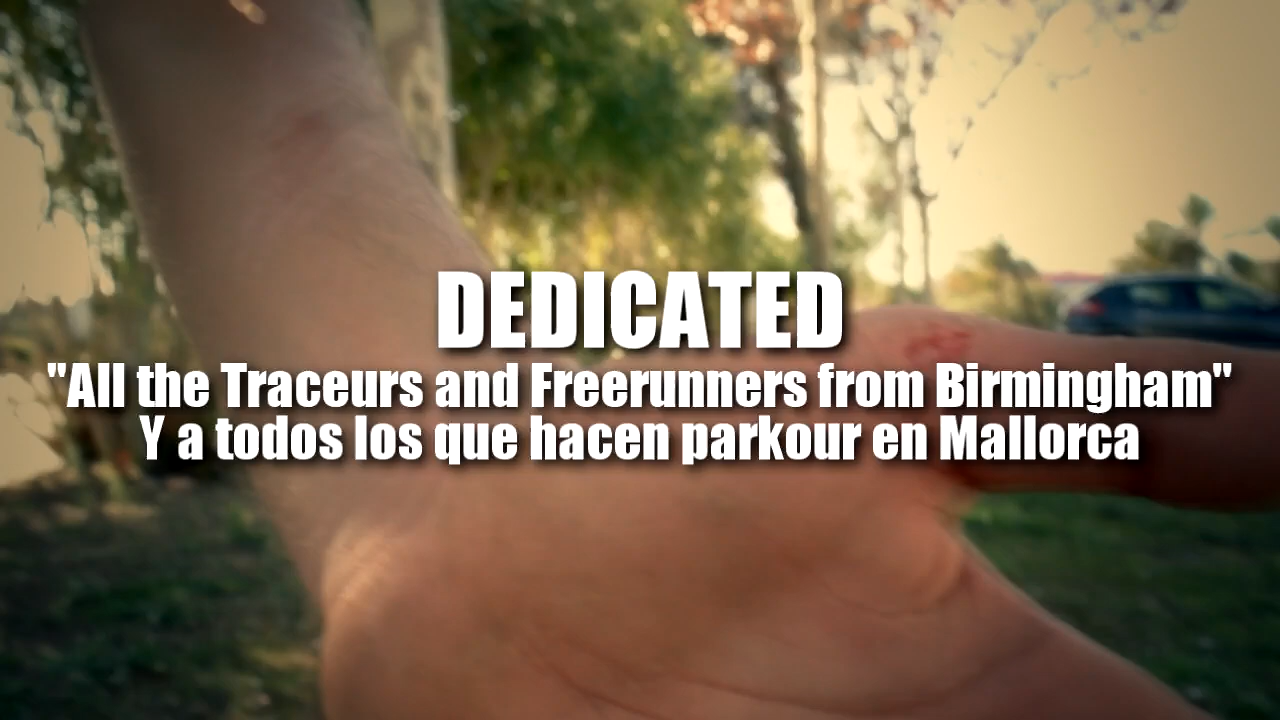 DEDICATED
"All the Traceurs and Freerunners from Birmingham"
Y a todos los que hacen parkour en Mallorca